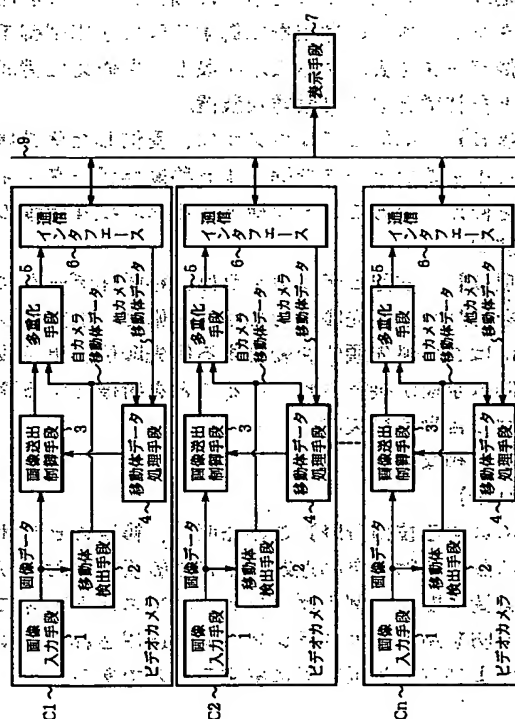 C1
画像
入力手段
1
画像データ
移動体
検出手段
2
画像送出
制御手段
3
移動体データ
処理手段
4
多重化
手段
5
自カメラ
移動体データ
他カメラ
移動体データ
通信
インタフェース
6
ビデオカメラ
C2
画像
入力手段
1
画像データ
移動体
検出手段
2
画像送出
制御手段
3
移動体データ
処理手段
4
多重化
手段
5
自カメラ
移動体データ
他カメラ
移動体データ
通信
インタフェース
6
ビデオカメラ
Cn
画像
入力手段
1
画像データ
移動体
検出手段
2
画像送出
制御手段
3
移動体データ
処理手段
4
多重化
手段
5
自カメラ
移動体データ
他カメラ
移動体データ
通信
インタフェース
6
ビデオカメラ
9
表示手段
7